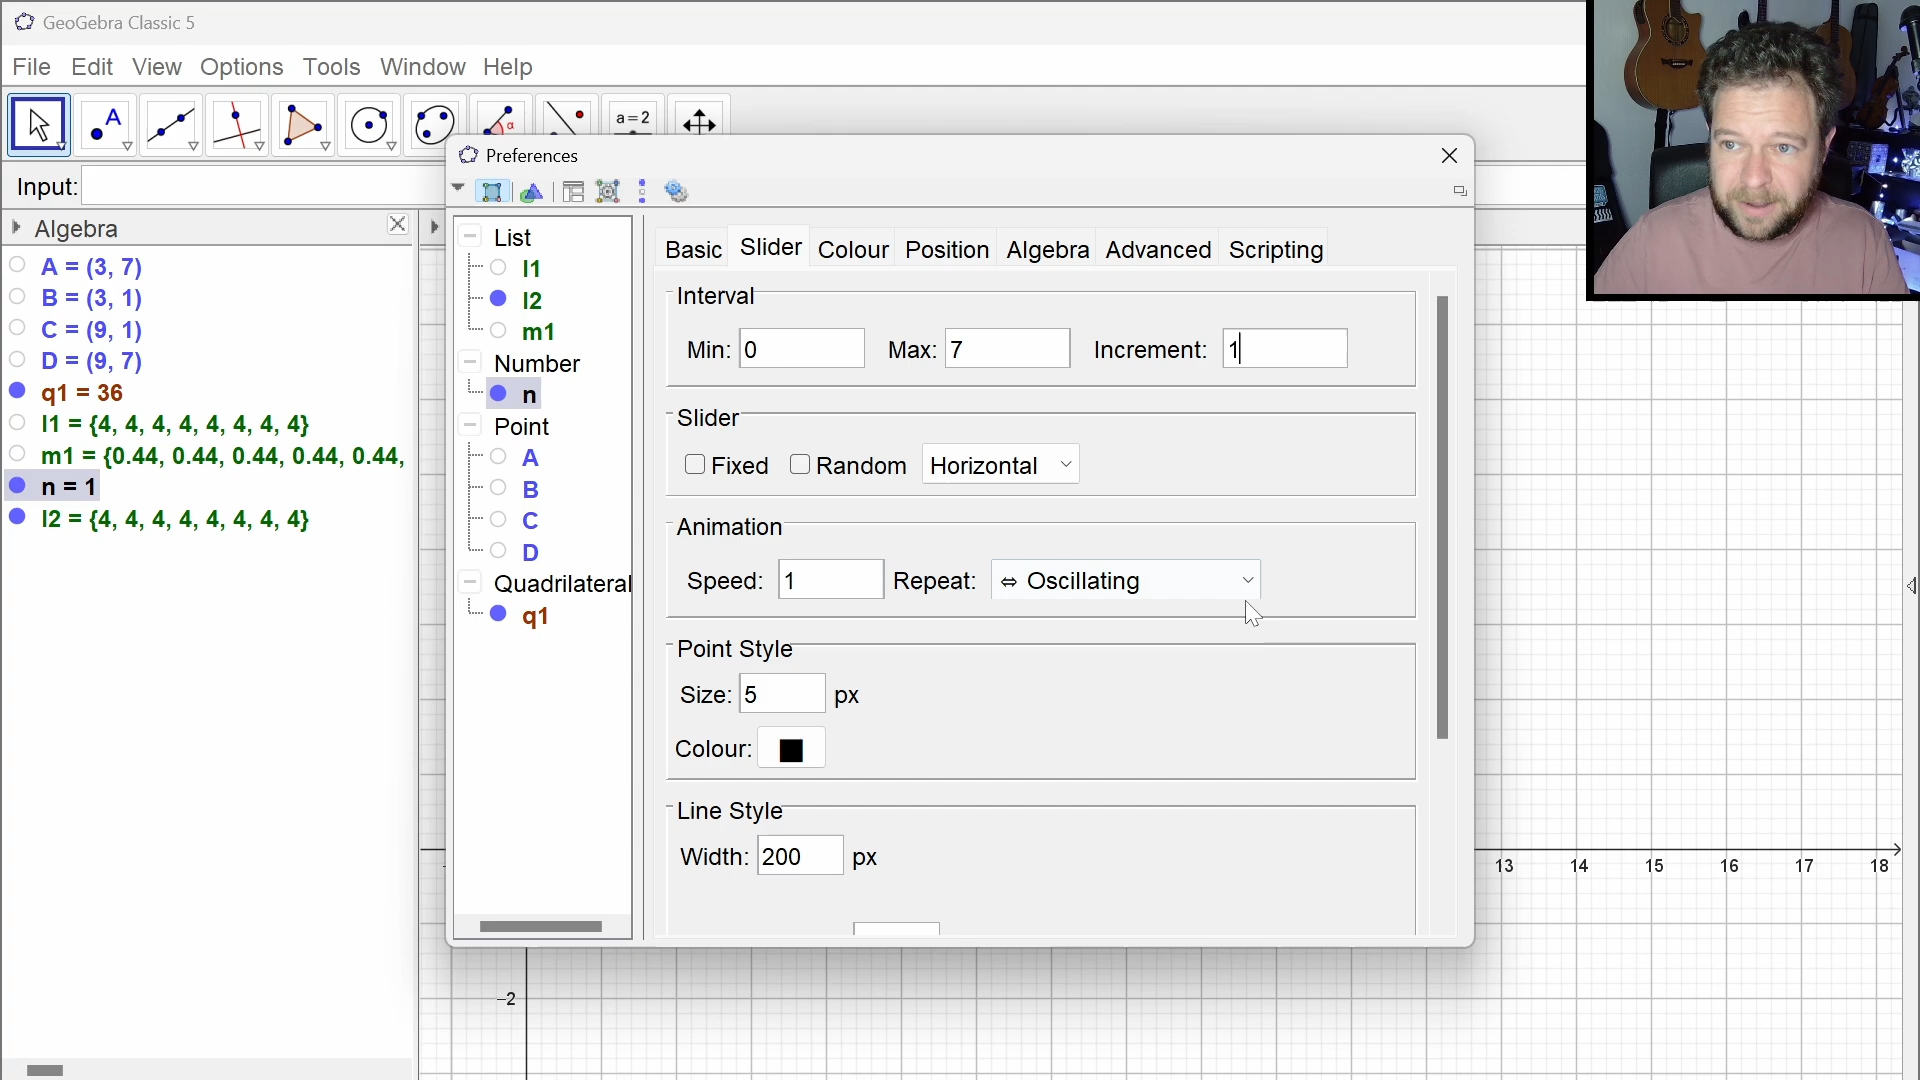 GeoGebra Classic 5
File Edit View Options Tools Window Help
A
α
a=2
Input:
Preferences
Algebra
A = (3, 7)
B = (3, 1)
C = (9, 1)
D = (9, 7)
q1 = 36
l1 = {4, 4, 4, 4, 4, 4, 4, 4}
m1 = {0.44, 0.44, 0.44, 0.44, 0.44,
n = 1
l2 = {4, 4, 4, 4, 4, 4, 4, 4}
List
l1
l2
m1
Number
n
Point
A
B
C
D
Quadrilateral
q1
Basic Slider Colour Position Algebra Advanced Scripting
Interval
Min: 0 Max: 7 Increment: 1
Slider
Fixed Random Horizontal
Animation
Speed: 1 Repeat: ⇔ Oscillating
Point Style
Size: 5 px
Colour:
Line Style
Width: 200 px
13 14 15 16 17 18
–2